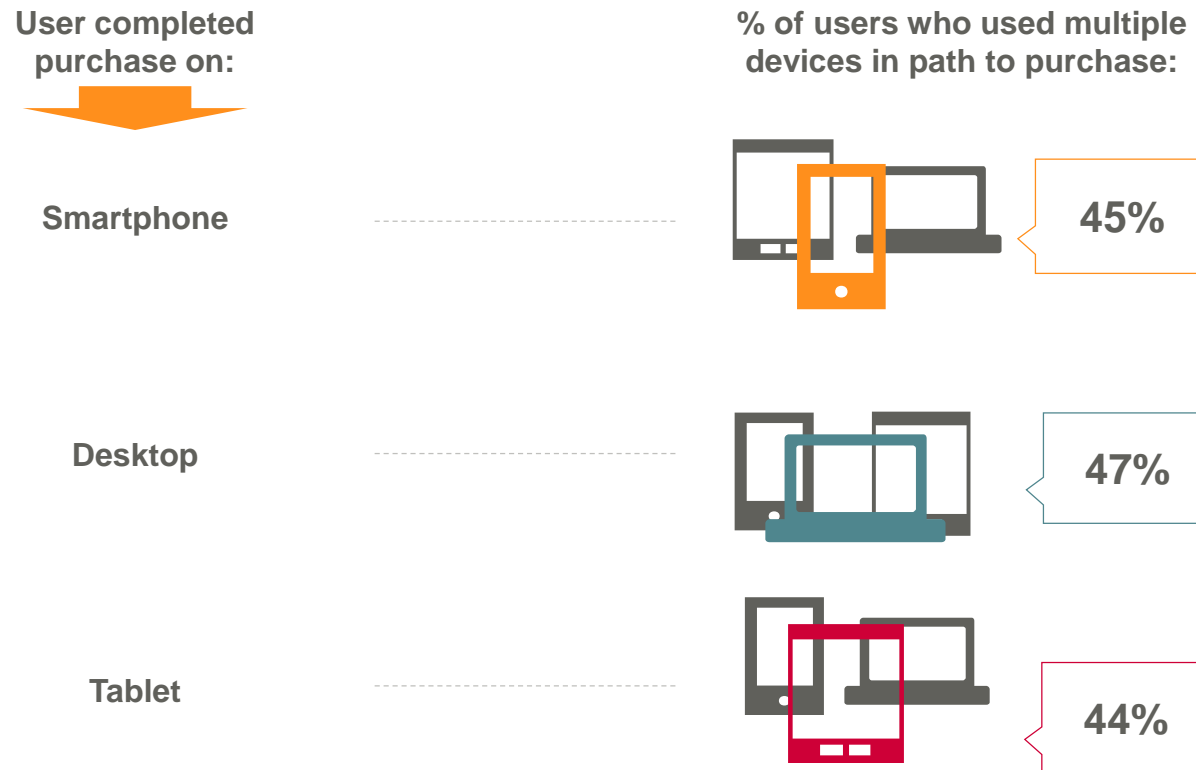 User completed
purchase on:
% of users who used multiple
devices in path to purchase:
Smartphone
45%
Desktop
47%
Tablet
44%